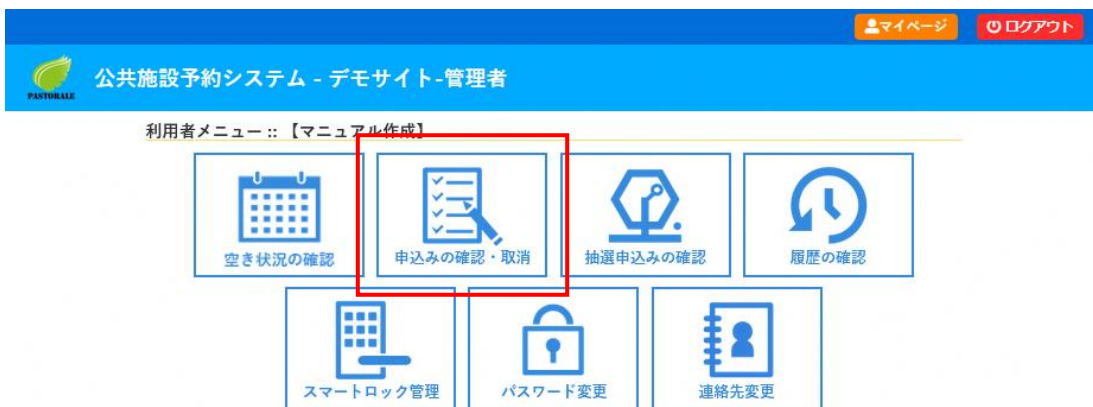 マイページ ログアウト
PASTORALE 公共施設予約システム - デモサイト-管理者
利用者メニュー :: 【マニュアル作成】
空き状況の確認 申込みの確認・取消 抽選申込みの確認 履歴の確認
スマートロック管理 パスワード変更 連絡先変更